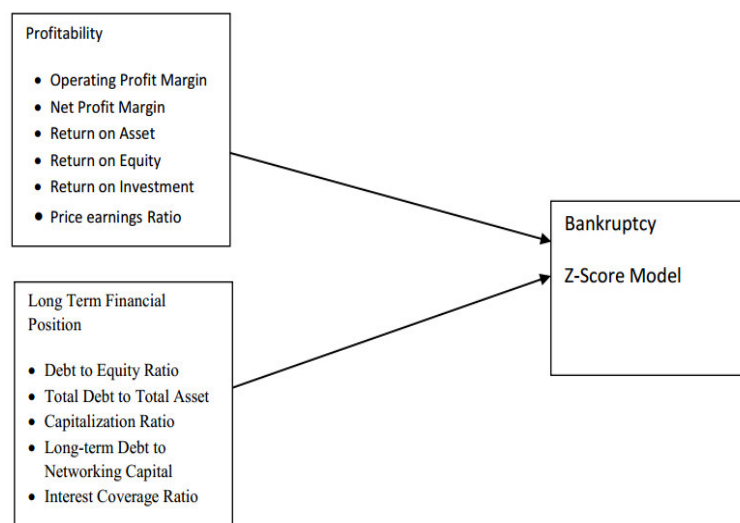 Profitability
• Operating Profit Margin
• Net Profit Margin
• Return on Asset
• Return on Equity
• Return on Investment
• Price earnings Ratio
Long Term Financial
Position
• Debt to Equity Ratio
• Total Debt to Total Asset
• Capitalization Ratio
• Long-term Debt to
Networking Capital
• Interest Coverage Ratio
Bankruptcy
Z-Score Model